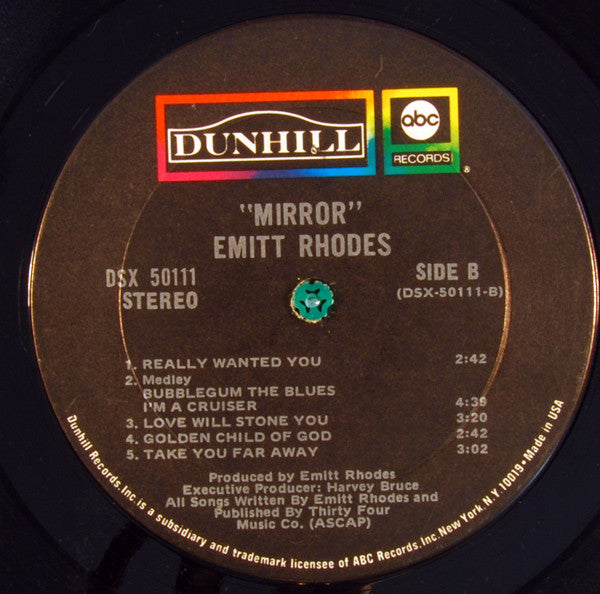 DUNHILL
abc
RECORDS
®
"MIRROR"
EMITT RHODES
DSX 50111
STEREO
SIDE B
(DSX-50111-B)
1. REALLY WANTED YOU 2:42
2. Medley
BUBBLEGUM THE BLUES
I'M A CRUISER 4:39
3. LOVE WILL STONE YOU 3:20
4. GOLDEN CHILD OF GOD 2:42
5. TAKE YOU FAR AWAY 3:02
Produced by Emitt Rhodes
Executive Producer: Harvey Bruce
All Songs Written By Emitt Rhodes and
Published By Thirty Four
Music Co. (ASCAP)
Dunhill Records, Inc. is a subsidiary and trademark licensee of ABC Records, Inc. New York, N.Y. 10019 • Made in USA